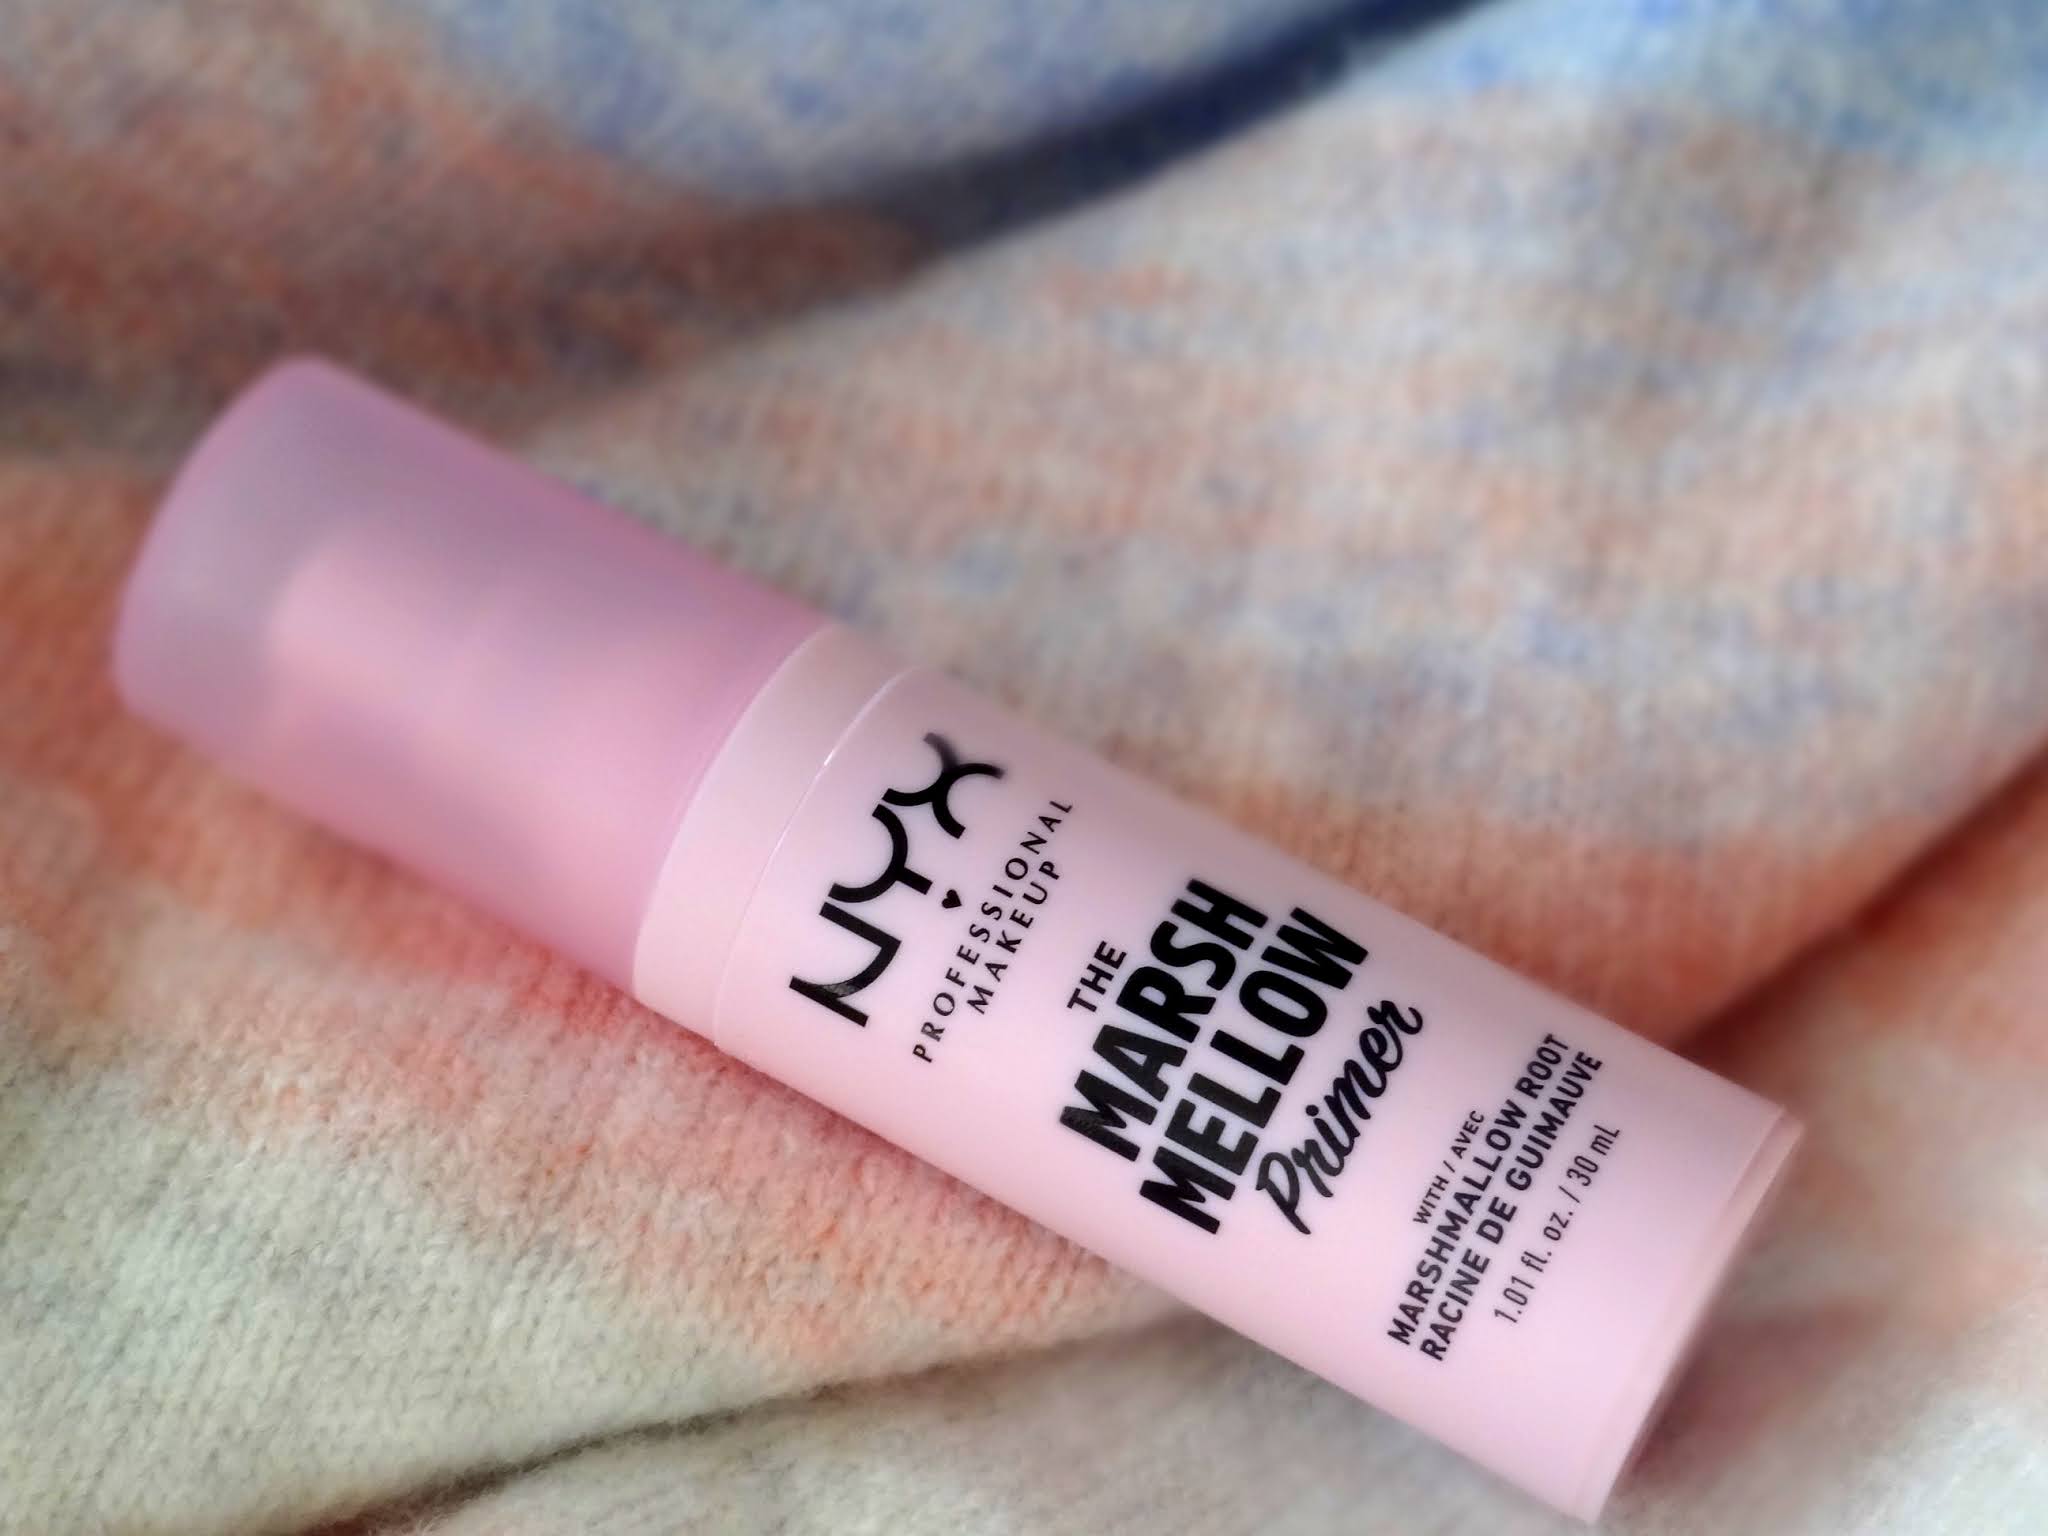 NYX
PROFESSIONAL
MAKEUP
THE
MARSH
MELLOW
Primer
WITH / AVEC
MARSHMALLOW ROOT
RACINE DE GUIMAUVE
1.01 fl. oz. / 30 mL